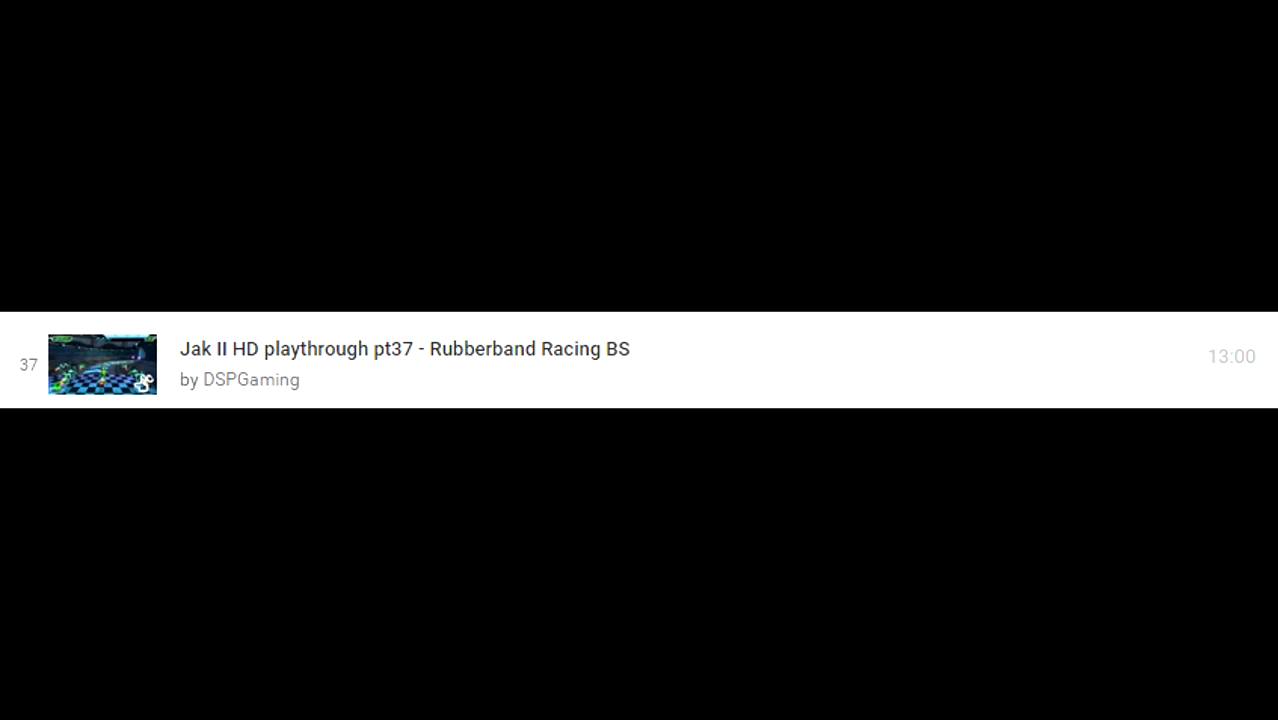 37
Jak II HD playthrough pt37 - Rubberband Racing BS
by DSPGaming
13:00